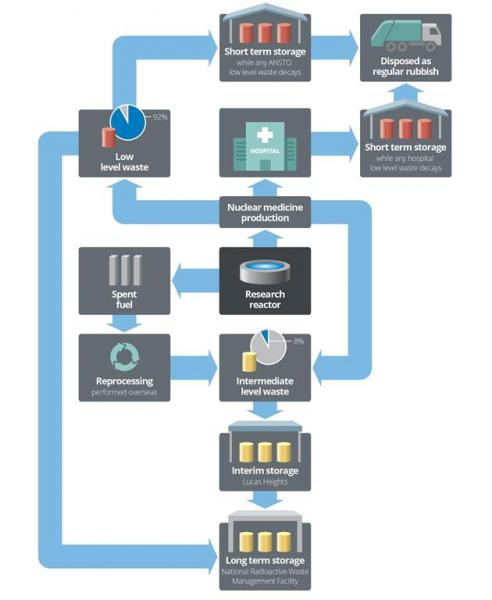 Short term storage
while any ANSTO
low level waste decays
Disposed as
regular rubbish
92%
Low
level waste
HOSPITAL
Short term storage
while any hospital
low level waste decays
Nuclear medicine
production
Spent
fuel
Research
reactor
Reprocessing
performed overseas
8%
Intermediate
level waste
Interim storage
Lucas Heights
Long term storage
National Radioactive Waste
Management Facility